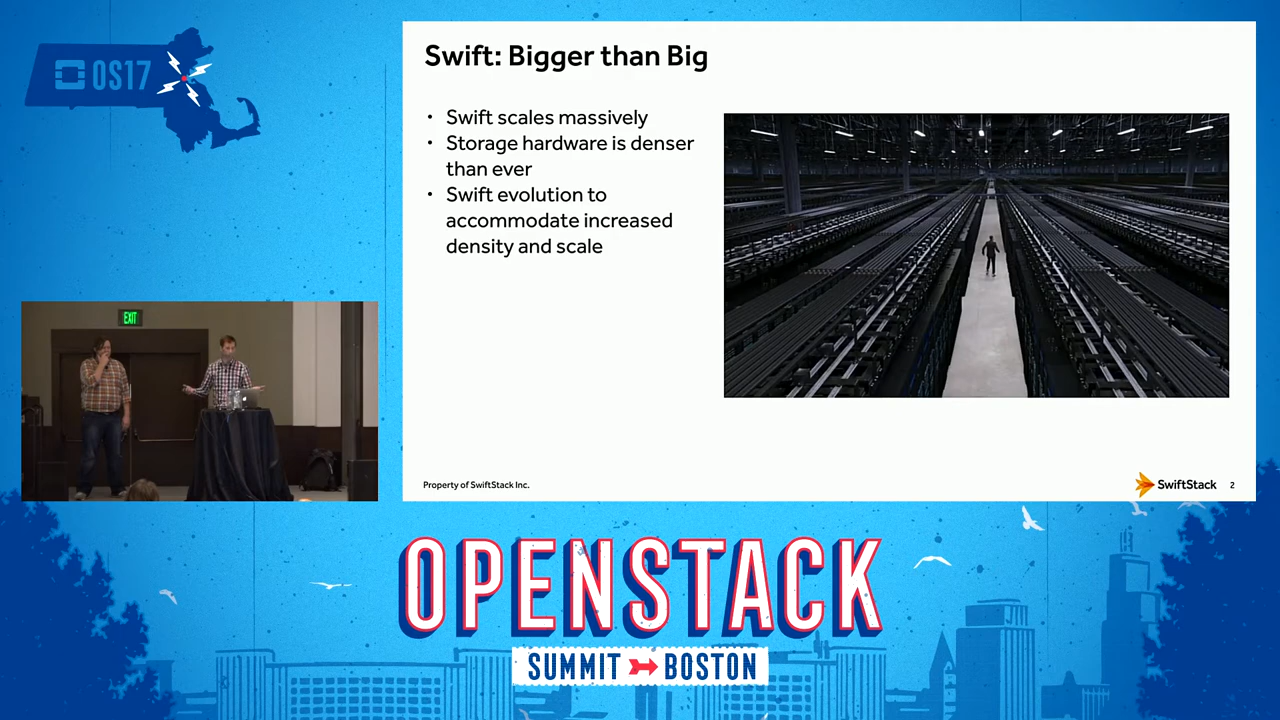 OS17
Swift: Bigger than Big
• Swift scales massively
• Storage hardware is denser
than ever
• Swift evolution to
accommodate increased
density and scale
EXIT
Property of SwiftStack Inc.
SwiftStack 2
OPENSTACK
SUMMIT BOSTON